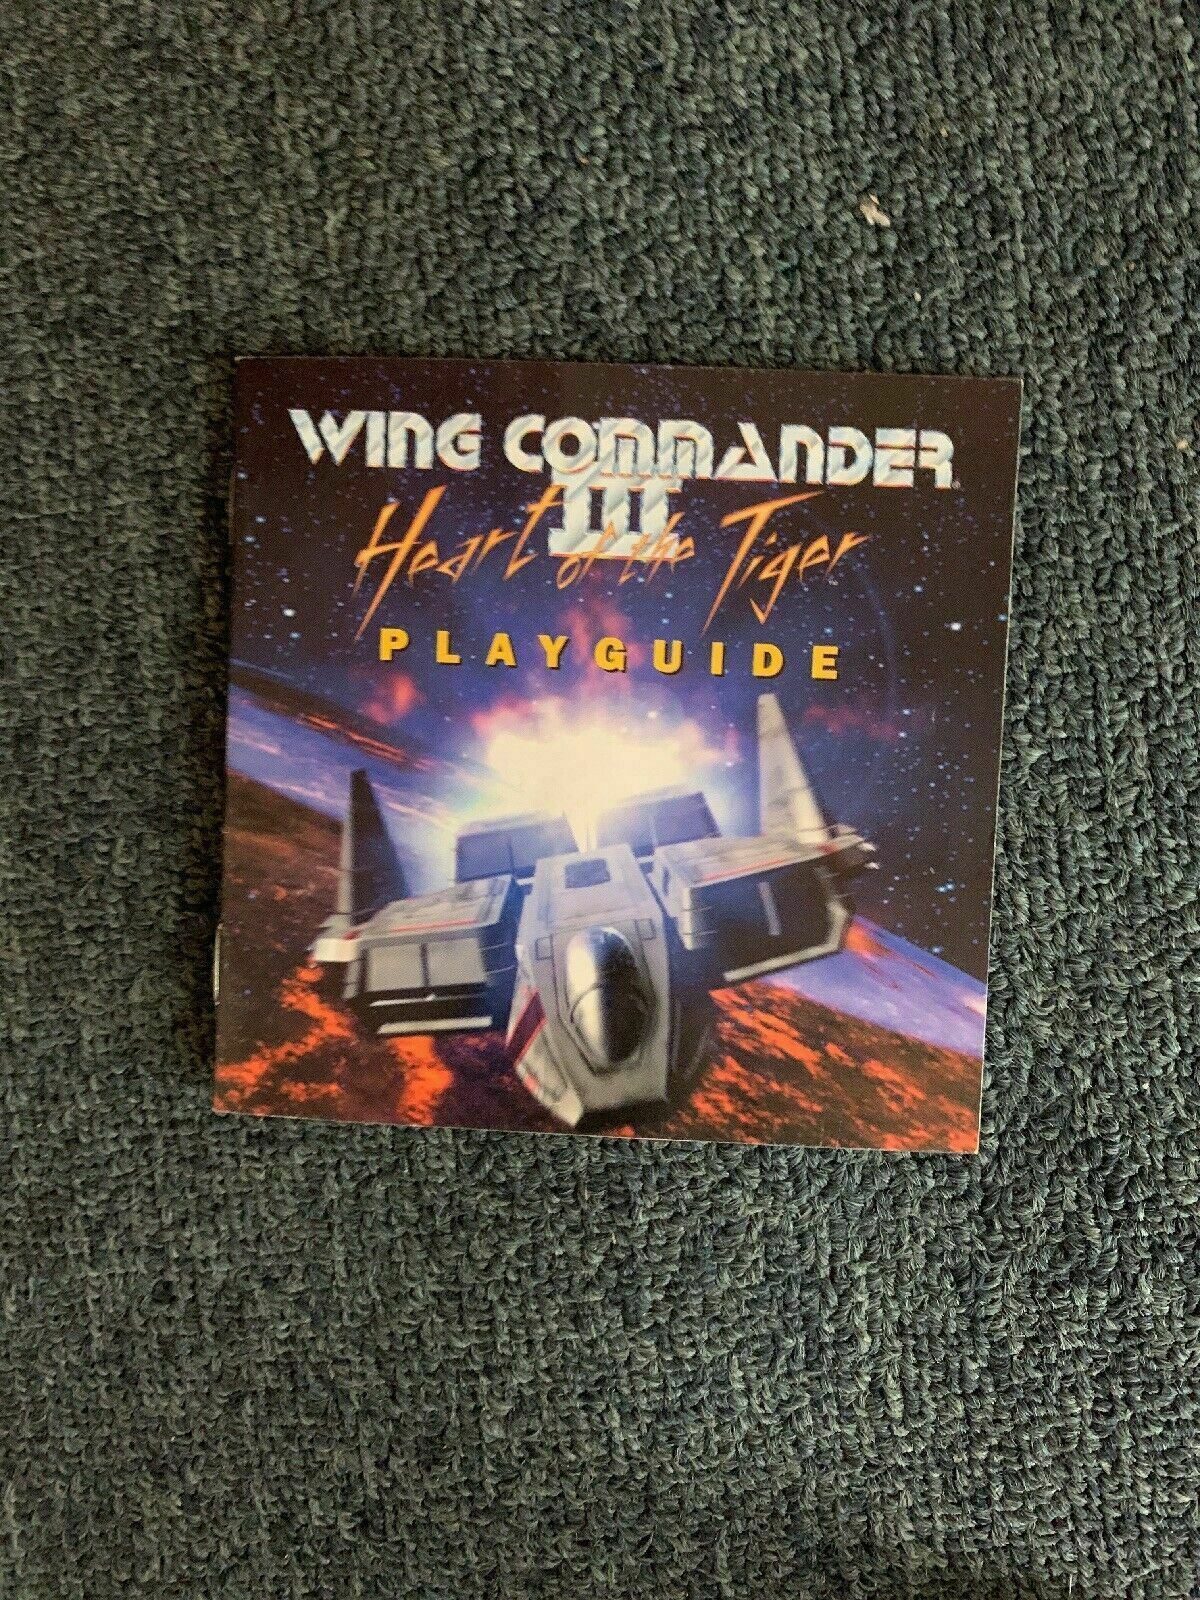 WING COMMANDER
III
Heart of the Tiger
PLAYGUIDE